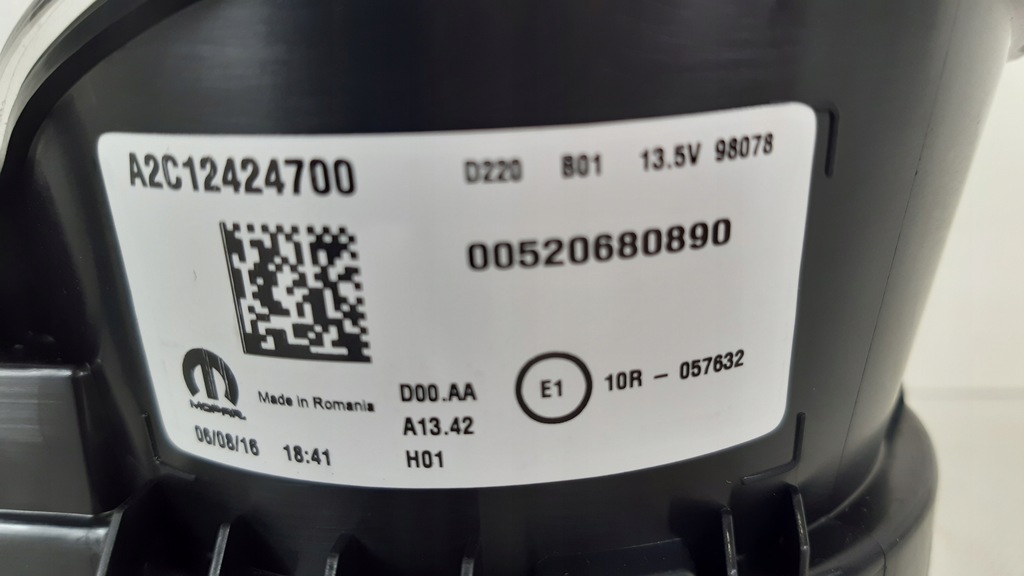 A2C12424700 D220 B01 13.5V 98078
00520680890
MOPAR Made in Romania D00.AA E1 10R - 057632
06/08/16 18:41 A13.42
H01